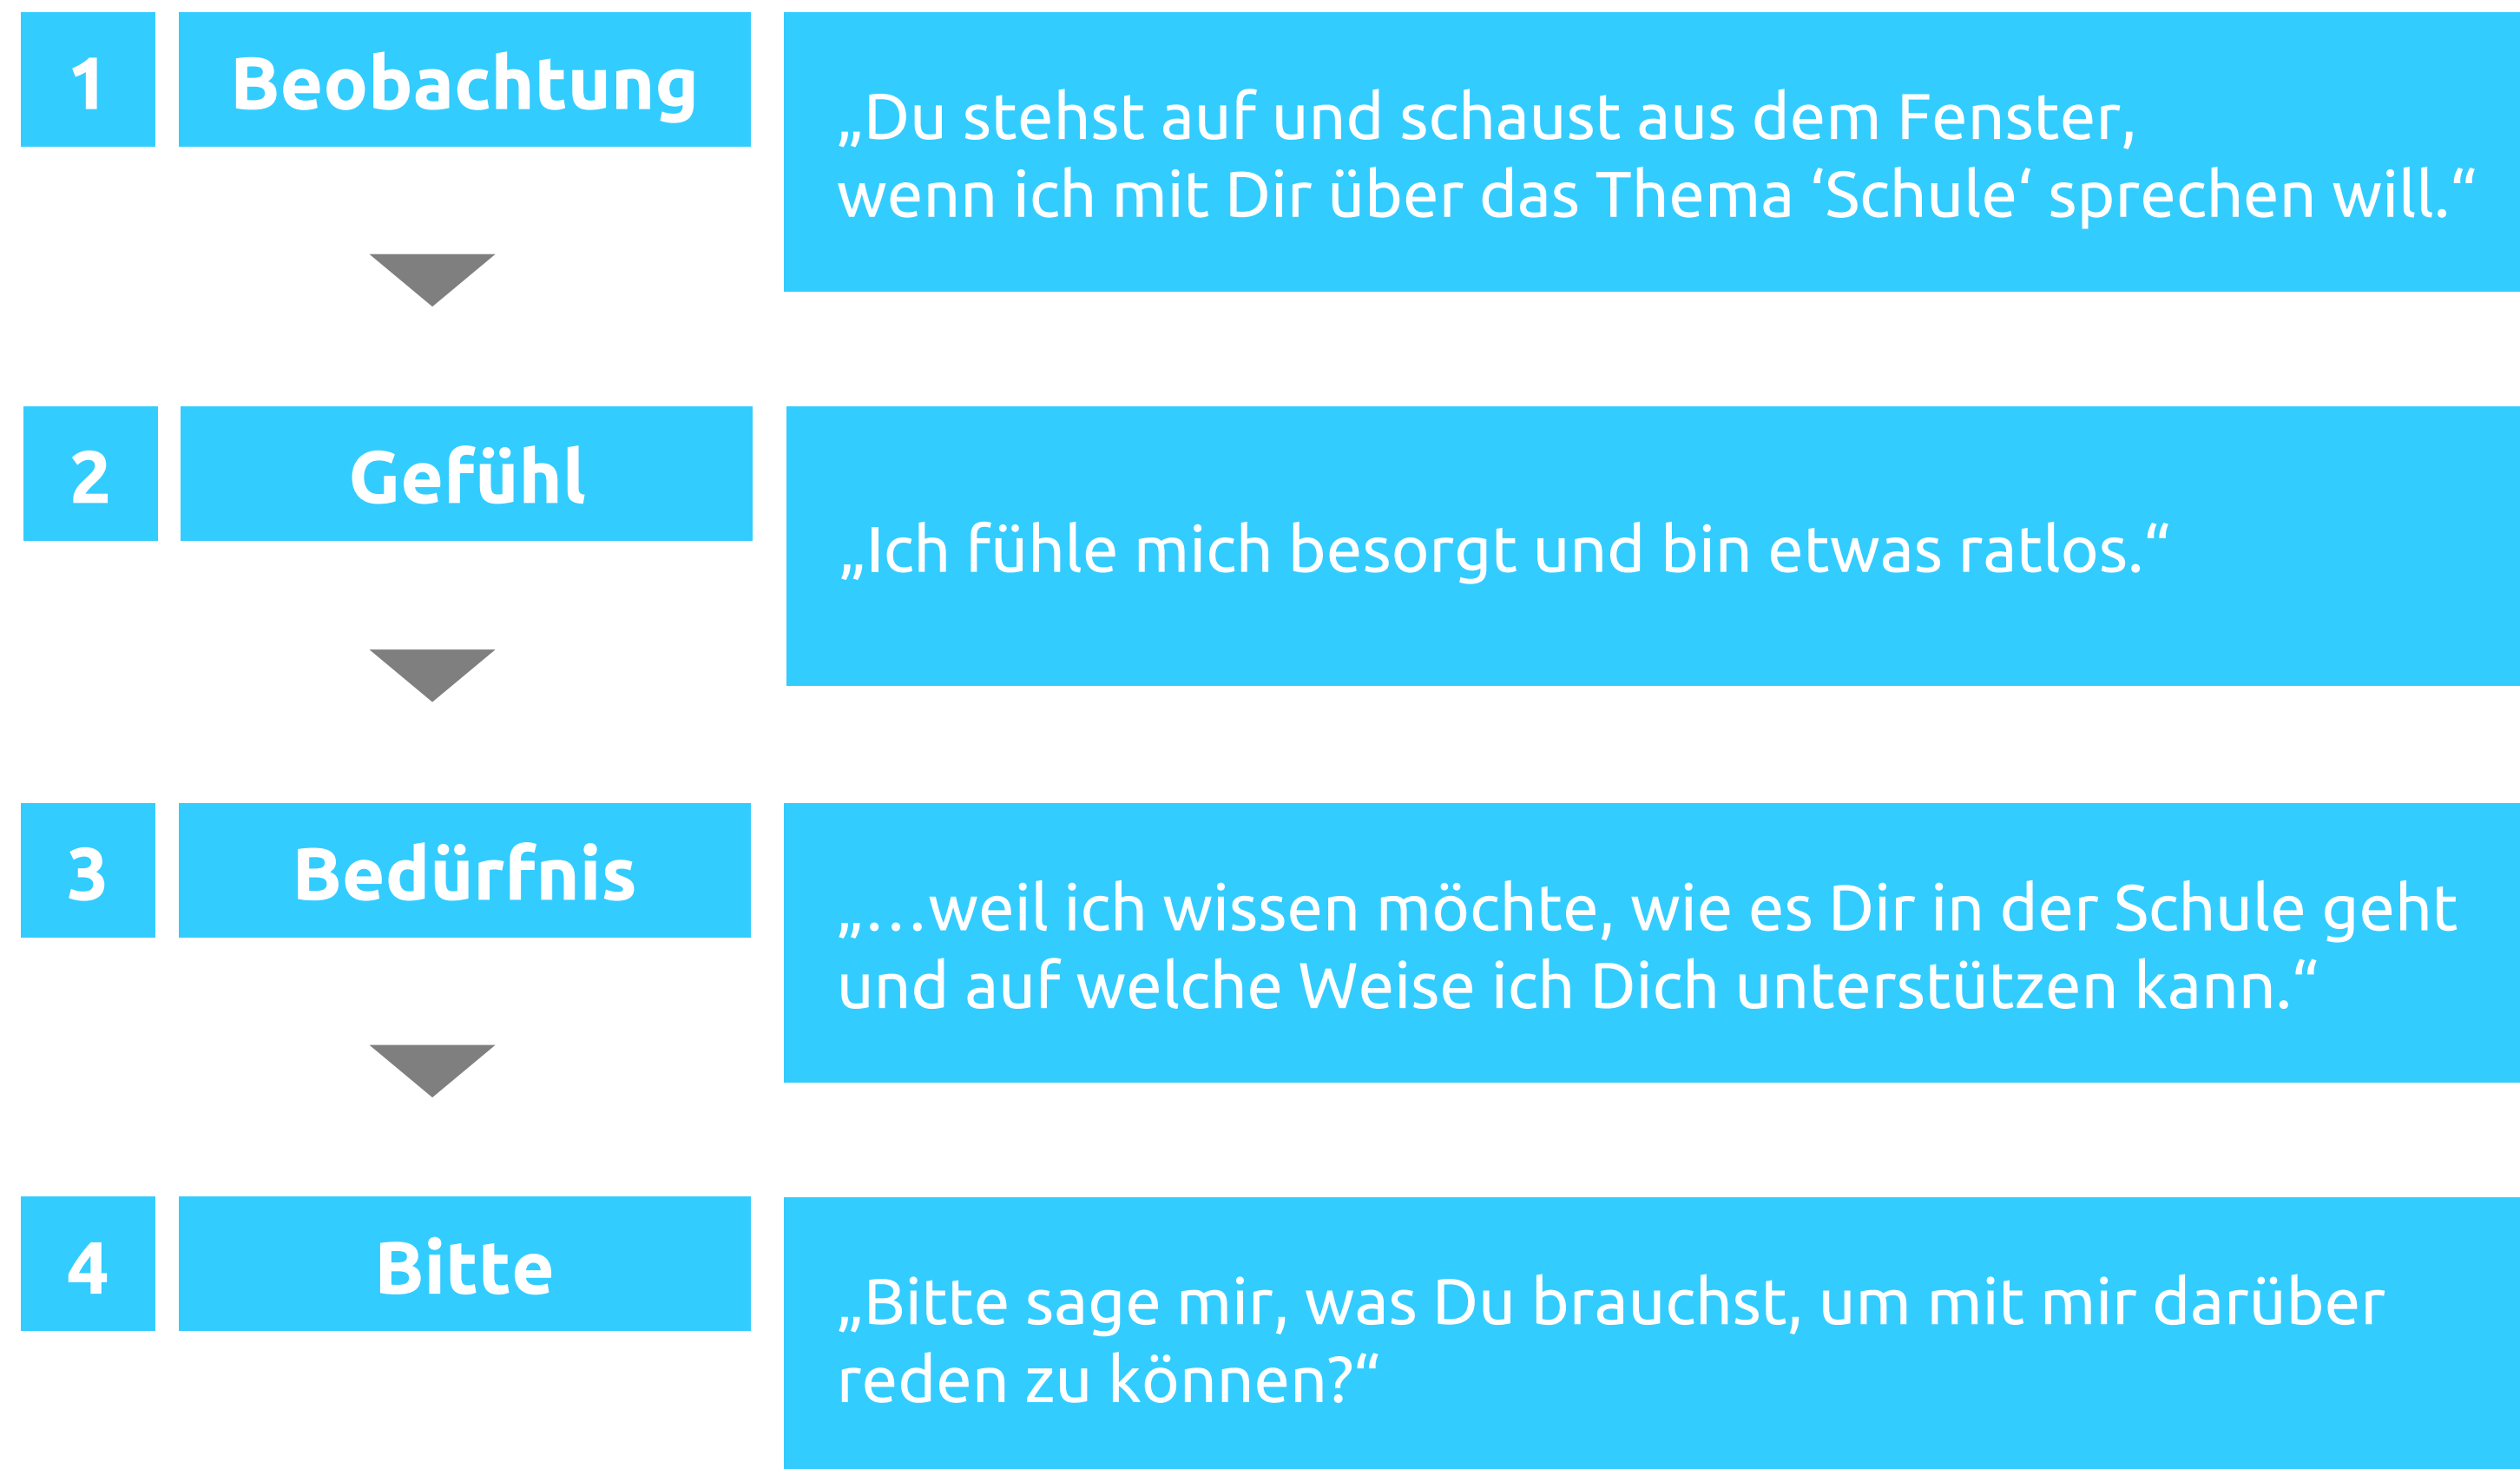 1
Beobachtung
„Du stehst auf und schaust aus dem Fenster,
wenn ich mit Dir über das Thema ‘Schule‘ sprechen will.“
2
Gefühl
„Ich fühle mich besorgt und bin etwas ratlos.“
3
Bedürfnis
„…weil ich wissen möchte, wie es Dir in der Schule geht
und auf welche Weise ich Dich unterstützen kann.“
4
Bitte
„Bitte sage mir, was Du brauchst, um mit mir darüber
reden zu können?“